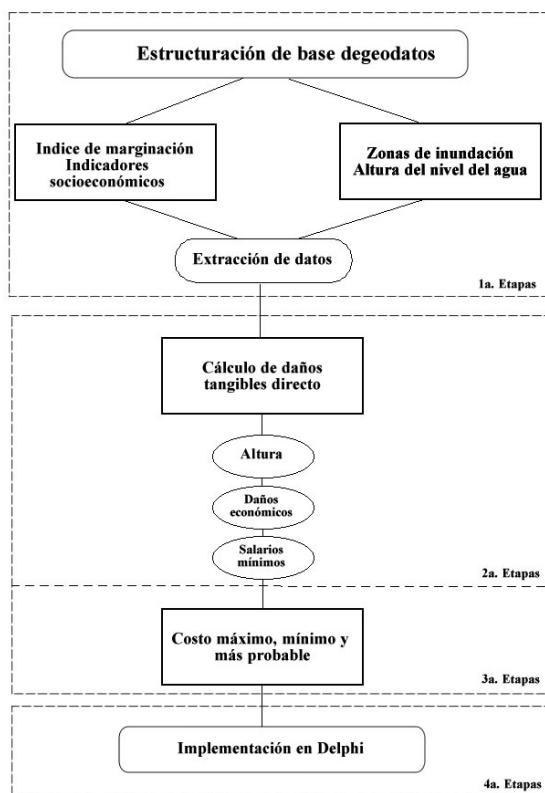 Estructuración de base degeodatos
Indice de marginación
Indicadores
socioeconómicos
Zonas de inundación
Altura del nivel del agua
Extracción de datos
1a. Etapas
Cálculo de daños
tangibles directo
Altura
Daños
económicos
Salarios
mínimos
2a. Etapas
Costo máximo, mínimo y
más probable
3a. Etapas
Implementación en Delphi
4a. Etapas